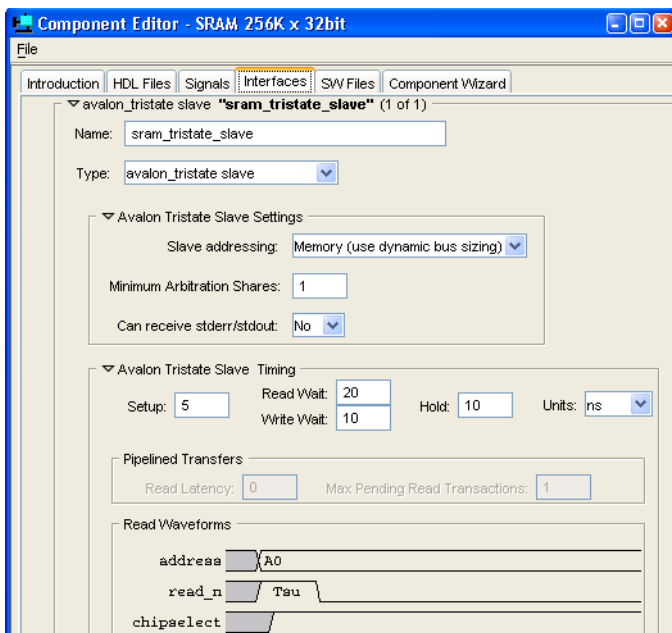 Component Editor - SRAM 256K x 32bit
File
Introduction HDL Files Signals Interfaces SW Files Component Wizard
avalon_tristate slave "sram_tristate_slave" (1 of 1)
Name: sram_tristate_slave
Type: avalon_tristate slave
Avalon Tristate Slave Settings
Slave addressing: Memory (use dynamic bus sizing)
Minimum Arbitration Shares: 1
Can receive stderr/stdout: No
Avalon Tristate Slave Timing
Setup: 5 Read Wait: 20 Write Wait: 10 Hold: 10 Units: ns
Pipelined Transfers
Read Latency: 0 Max Pending Read Transactions: 1
Read Waveforms
address A0
read_n Tsu
chipselect